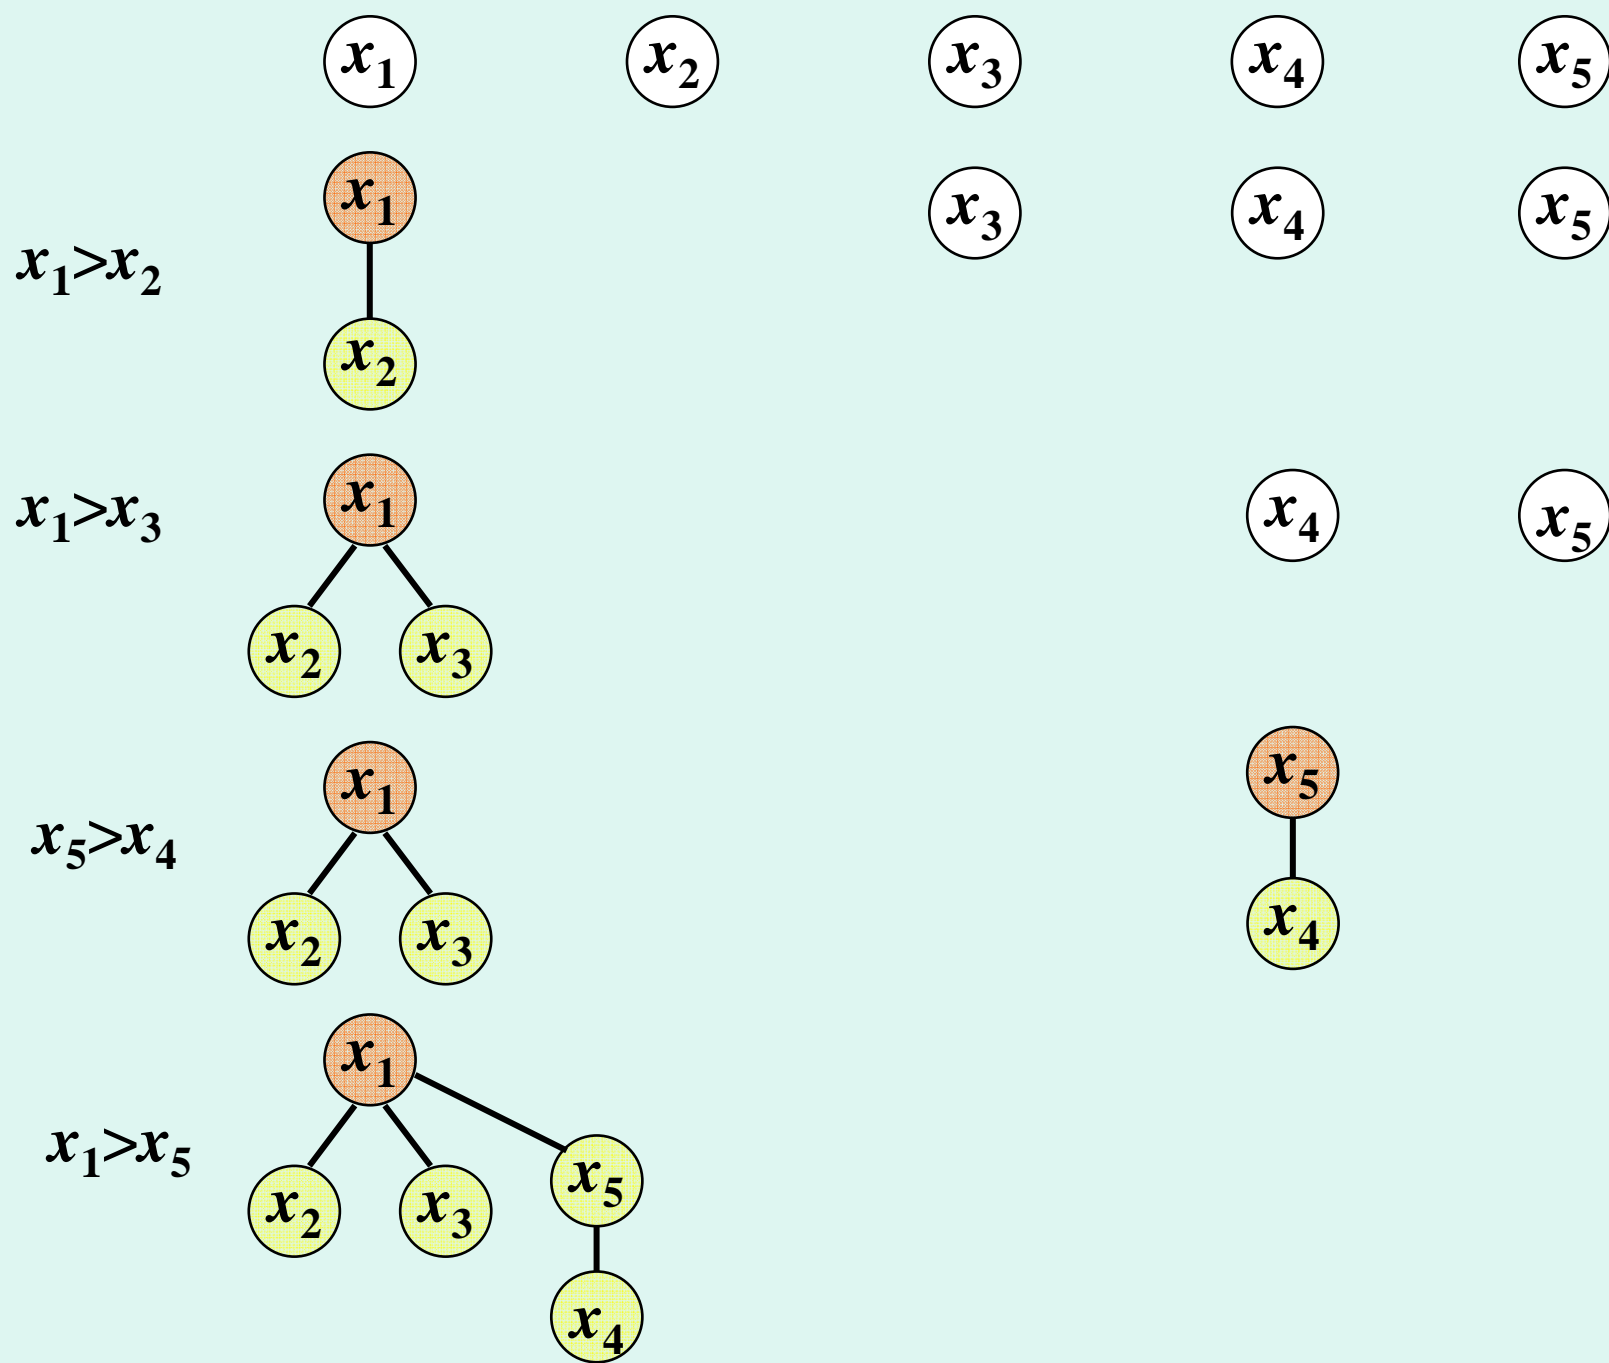 x₁ x₂ x₃ x₄ x₅
x₁ x₃ x₄ x₅
x₁>x₂
x₂
x₁>x₃ x₁ x₄ x₅
x₂ x₃
x₁ x₅
x₅>x₄
x₂ x₃ x₄
x₁
x₁>x₅
x₂ x₃ x₅
x₄